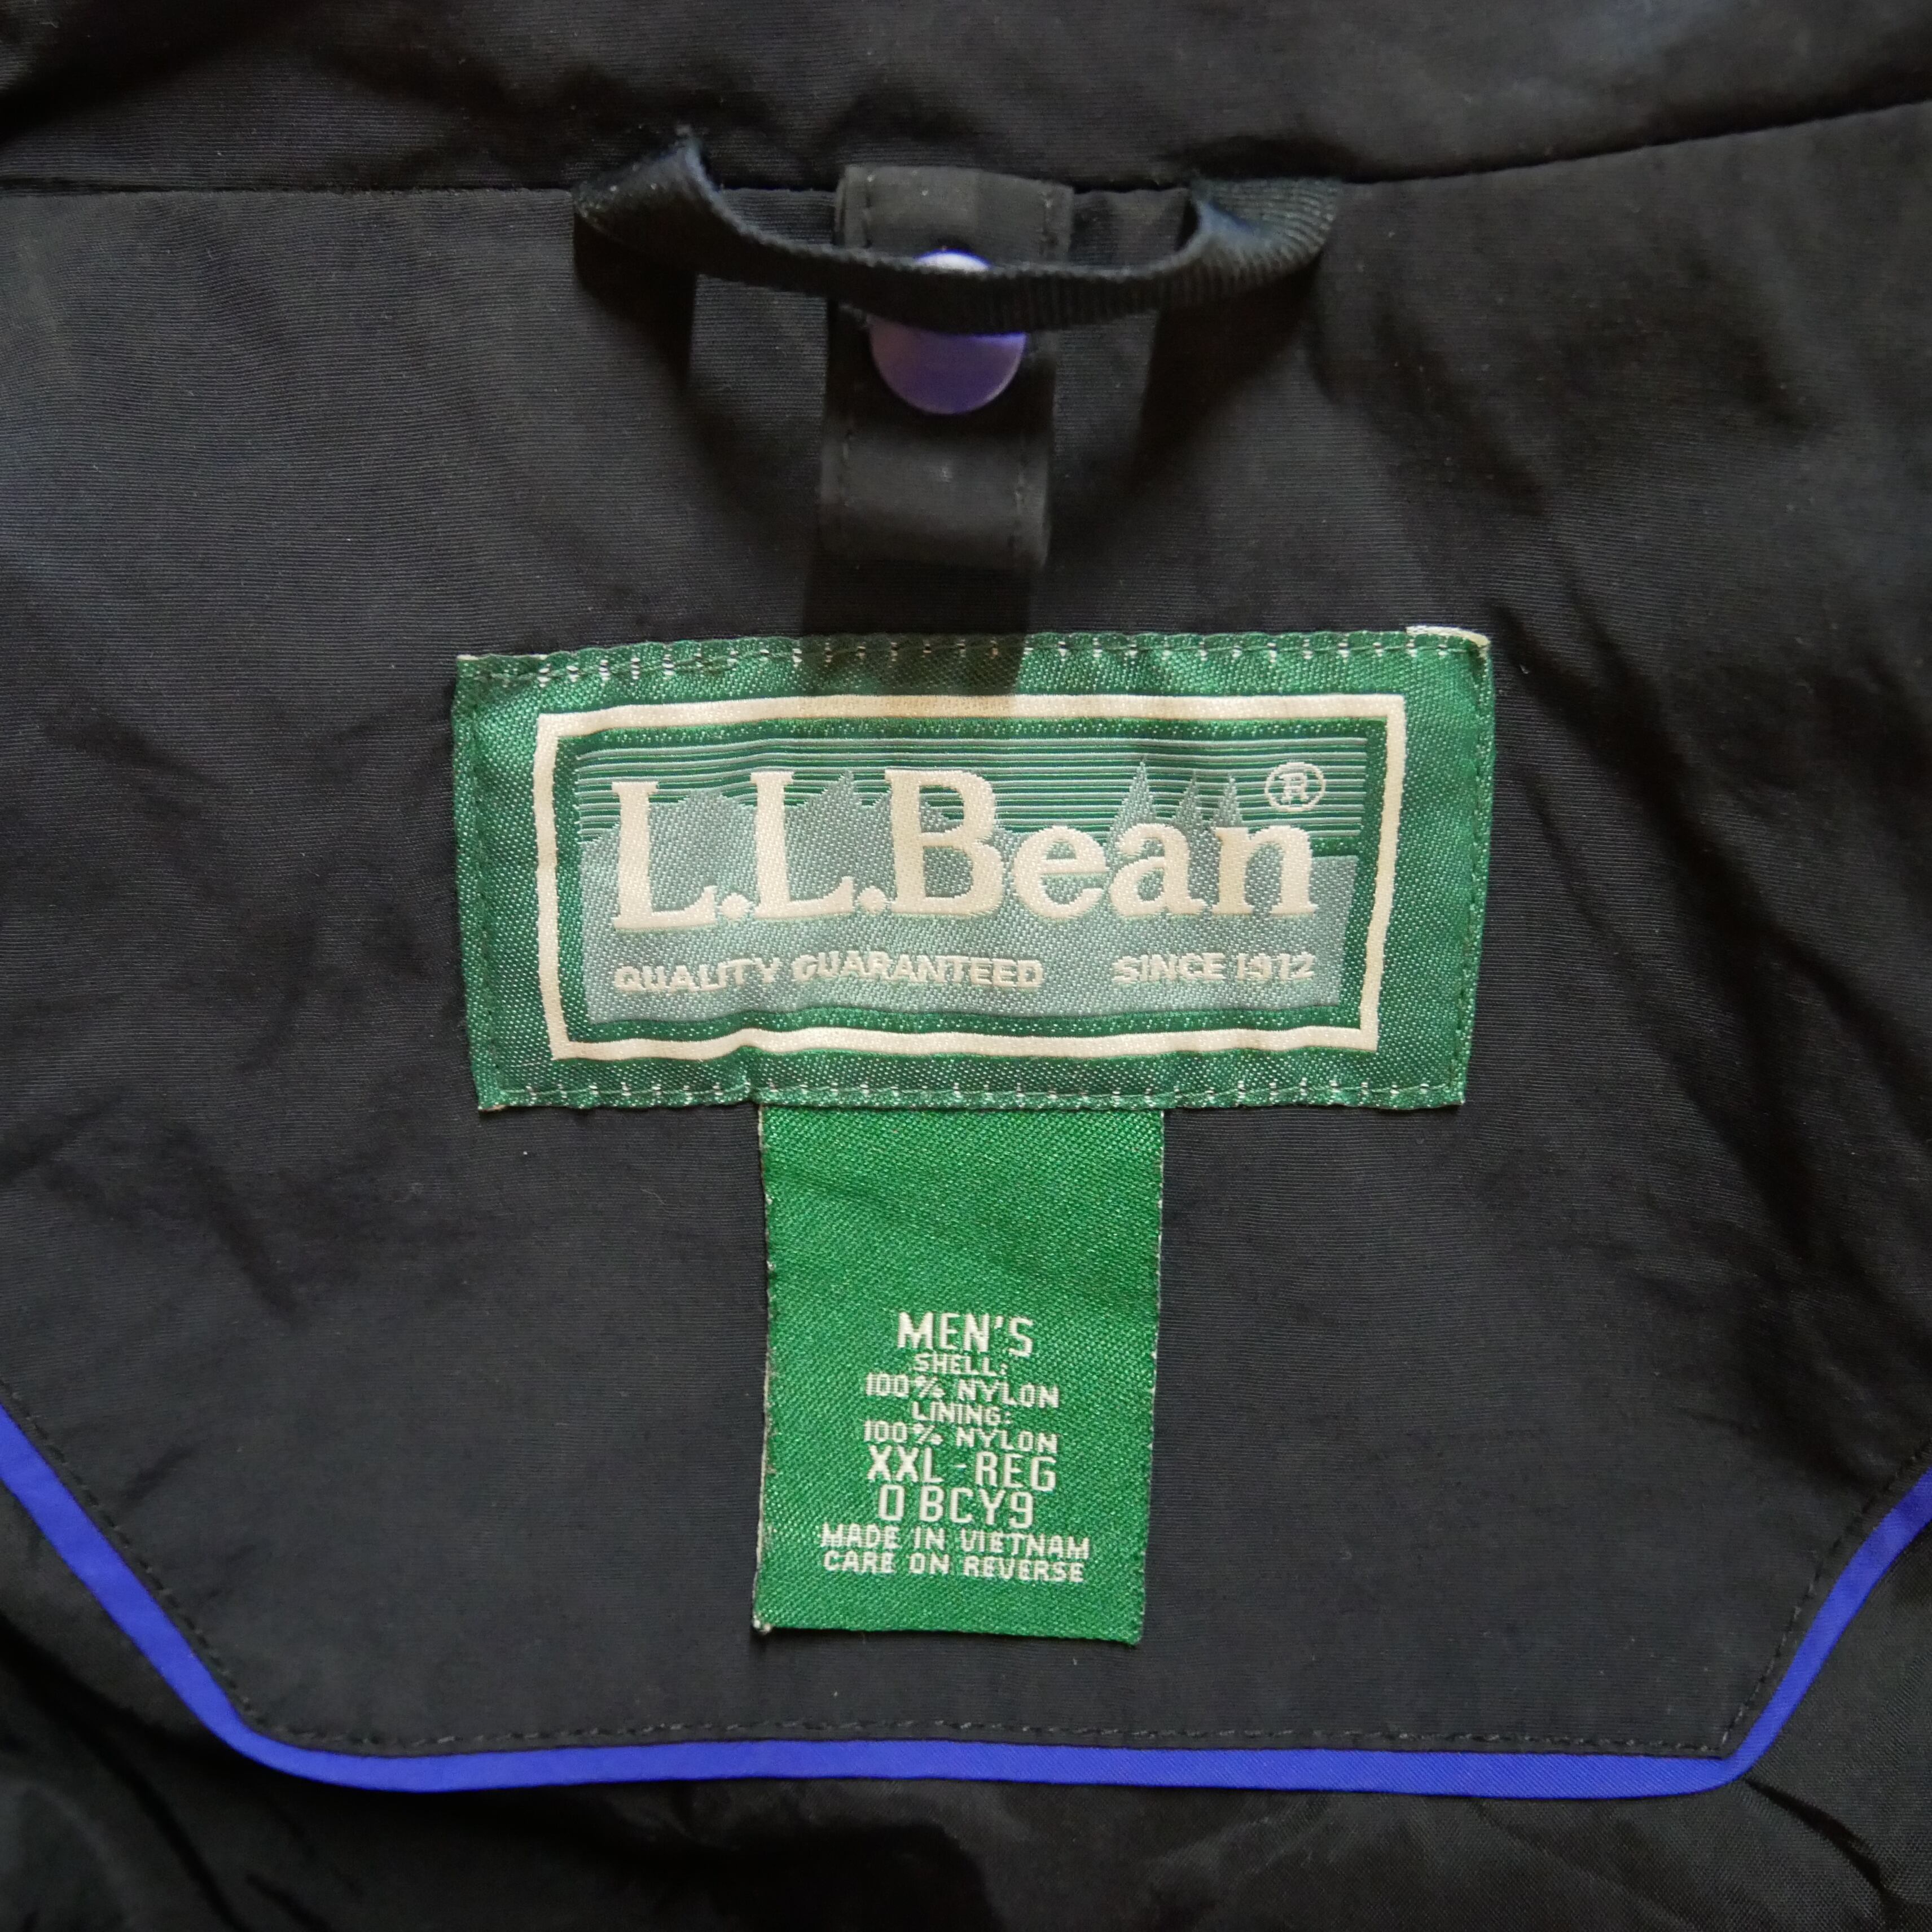 L.L.Bean®
QUALITY GUARANTEED SINCE 1912
MEN'S
SHELL:
100% NYLON
LINING:
100% NYLON
XXL-REG
0 BCY9
MADE IN VIETNAM
CARE ON REVERSE